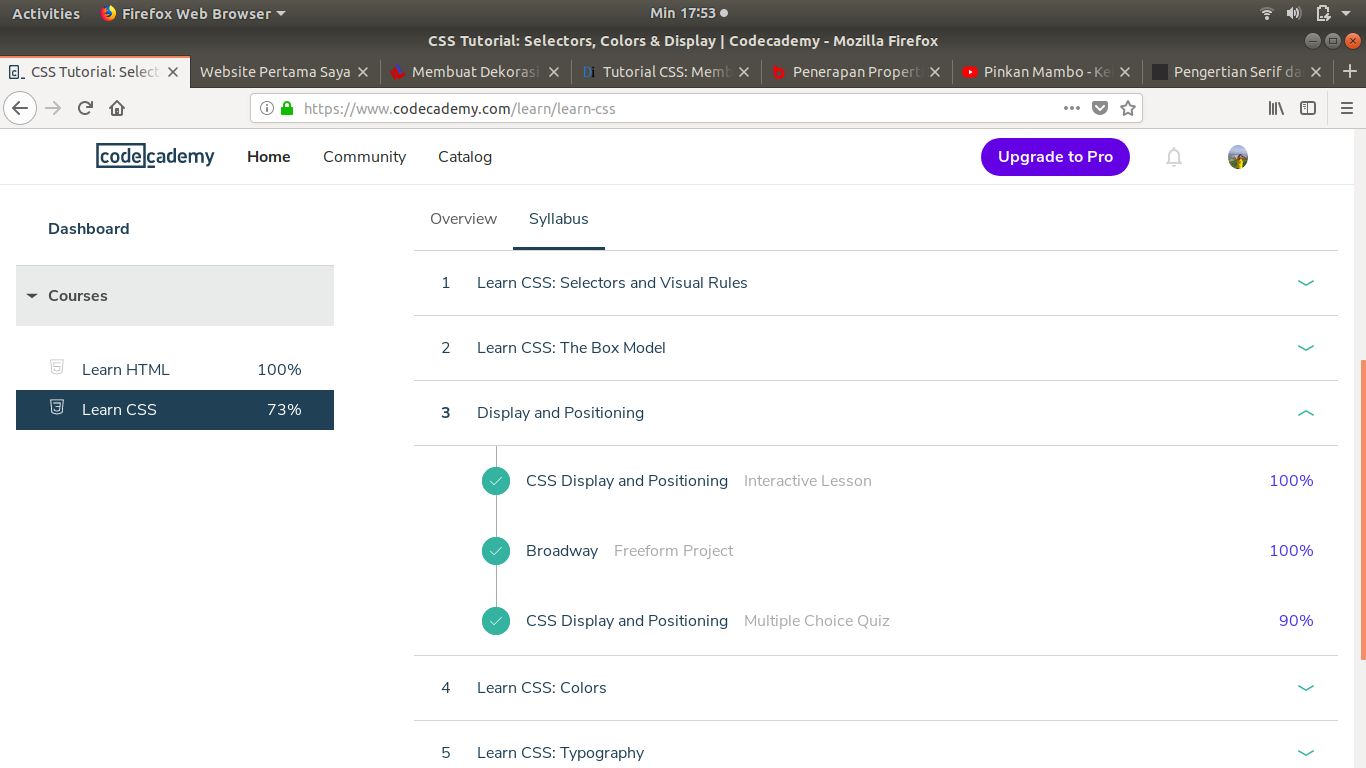 Activities Firefox Web Browser Min 17:53
CSS Tutorial: Selectors, Colors & Display | Codecademy - Mozilla Firefox
CSS Tutorial: Select Website Pertama Saya Membuat Dekorasi Tutorial CSS: Memb Penerapan Propert Pinkan Mambo - Ke Pengertian Serif da
https://www.codecademy.com/learn/learn-css
codecademy Home Community Catalog Upgrade to Pro
Dashboard
Courses
Learn HTML 100%
Learn CSS 73%
Overview Syllabus
1 Learn CSS: Selectors and Visual Rules
2 Learn CSS: The Box Model
3 Display and Positioning
CSS Display and Positioning Interactive Lesson 100%
Broadway Freeform Project 100%
CSS Display and Positioning Multiple Choice Quiz 90%
4 Learn CSS: Colors
5 Learn CSS: Typography